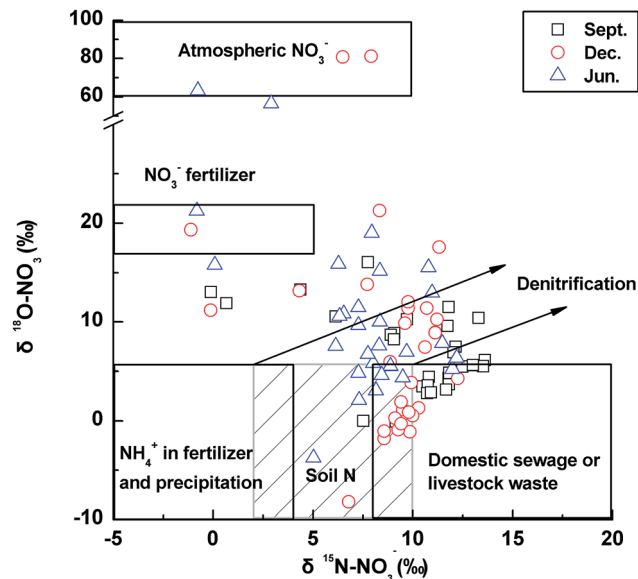 100
80
60
20
10
0
-10
δ ¹⁸O-NO₃⁻(‰)
Atmospheric NO₃⁻
Sept.
Dec.
Jun.
NO₃⁻ fertilizer
Denitrification
NH₄⁺ in fertilizer
and precipitation
Soil N
Domestic sewage or
livestock waste
-5
0
5
10
15
20
δ ¹⁵N-NO₃⁻(‰)